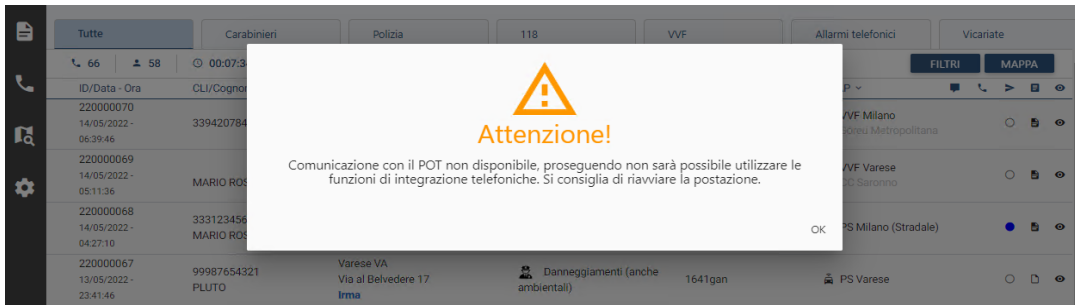 Tutte Carabinieri Polizia 118 VVF Allarmi telefonici Vicariate
66 58 00:07:3 FILTRI MAPPA
ID/Data - Ora CLI/Cognor
220000070
14/05/2022 -
06:39:46
339420784
VVF Milano
Soreu Metropolitana
Attenzione!
Comunicazione con il POT non disponibile, proseguendo non sarà possibile utilizzare le
funzioni di integrazione telefoniche. Si consiglia di riavviare la postazione.
OK
220000069
14/05/2022 -
05:11:36
MARIO ROS
VVF Varese
CC Saronno
220000068
14/05/2022 -
04:27:10
333123456
MARIO ROS
PS Milano (Stradale)
220000067
13/05/2022 -
23:41:46
99987654321
PLUTO
Varese VA
Via al Belvedere 17
Irma
Danneggiamenti (anche
ambientali)
1641gan
PS Varese